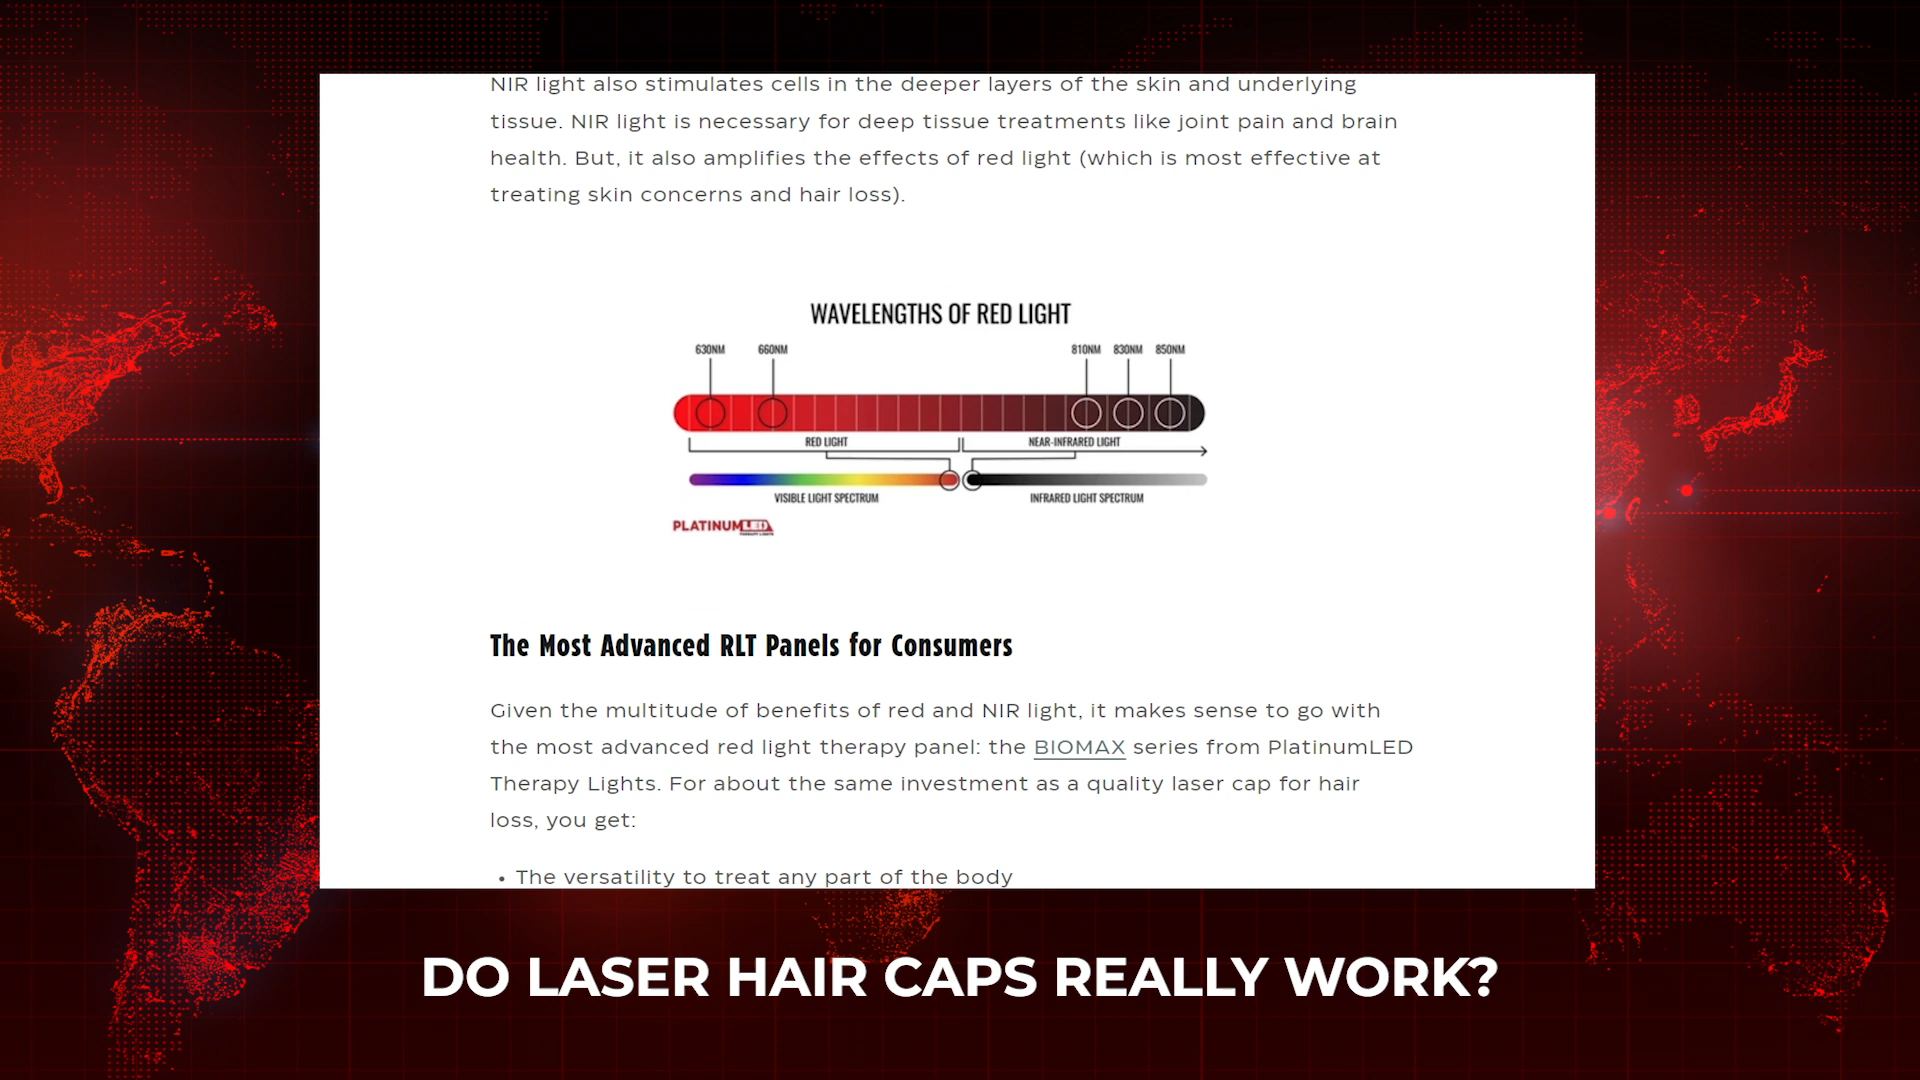 NIR light also stimulates cells in the deeper layers of the skin and underlying
tissue. NIR light is necessary for deep tissue treatments like joint pain and brain
health. But, it also amplifies the effects of red light (which is most effective at
treating skin concerns and hair loss).
WAVELENGTHS OF RED LIGHT
630NM 660NM 810NM 830NM 850NM
RED LIGHT NEAR-INFRARED LIGHT
VISIBLE LIGHT SPECTRUM INFRARED LIGHT SPECTRUM
PLATINUMLED
THERAPY LIGHTS
The Most Advanced RLT Panels for Consumers
Given the multitude of benefits of red and NIR light, it makes sense to go with
the most advanced red light therapy panel: the BIOMAX series from PlatinumLED
Therapy Lights. For about the same investment as a quality laser cap for hair
loss, you get:
• The versatility to treat any part of the body
DO LASER HAIR CAPS REALLY WORK?